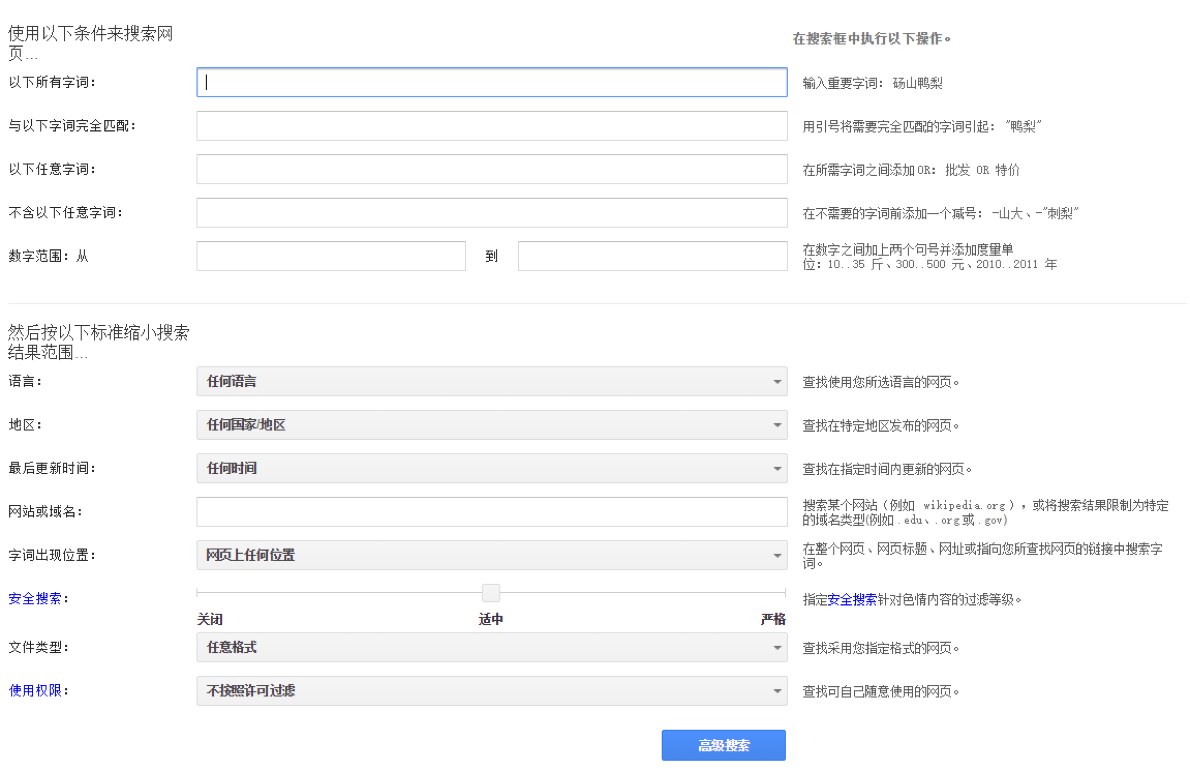 使用以下条件来搜索网
页...
在搜索框中执行以下操作。
以下所有字词：
输入重要字词： 砀山鸭梨
与以下字词完全匹配：
用引号将需要完全匹配的字词引起： "鸭梨"
以下任意字词：
在所需字词之间添加OR： 批发 OR 特价
不含以下任意字词：
在不需要的字词前添加一个减号： -山大、-"刺梨"
数字范围：从
到
在数字之间加上两个句号并添加度量单
位：10..35 斤、300..500 元、2010..2011 年
然后按以下标准缩小搜索
结果范围...
语言：
任何语言
查找使用您所选语言的网页。
地区：
任何国家/地区
查找在特定地区发布的网页。
最后更新时间：
任何时间
查找在指定时间内更新的网页。
网站或域名：
搜索某个网站（例如 wikipedia.org），或将搜索结果限制为特定
的域名类型(例如.edu、.org或.gov)
字词出现位置：
网页上任何位置
在整个网页、网页标题、网址或指向您所查找网页的链接中搜索字
词。
安全搜索：
指定安全搜索针对色情内容的过滤等级。
关闭 适中 严格
文件类型：
任意格式
查找采用您指定格式的网页。
使用权限：
不按照许可过滤
查找可自己随意使用的网页。
高级搜索